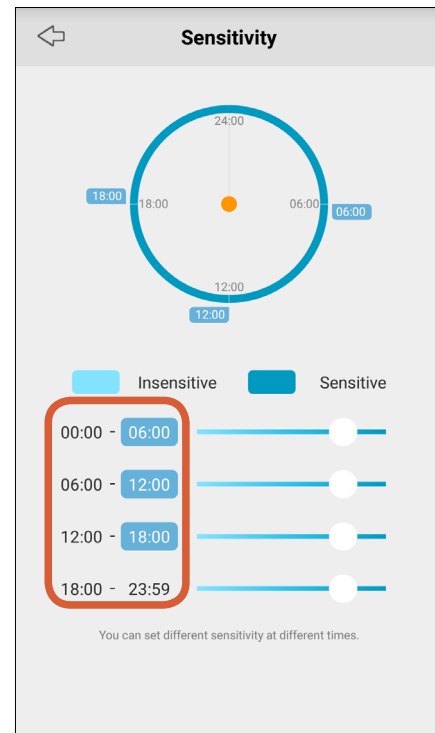 Sensitivity
24:00
18:00 18:00 06:00 06:00
12:00
12:00
Insensitive Sensitive
00:00 - 06:00
06:00 - 12:00
12:00 - 18:00
18:00 - 23:59
You can set different sensitivity at different times.